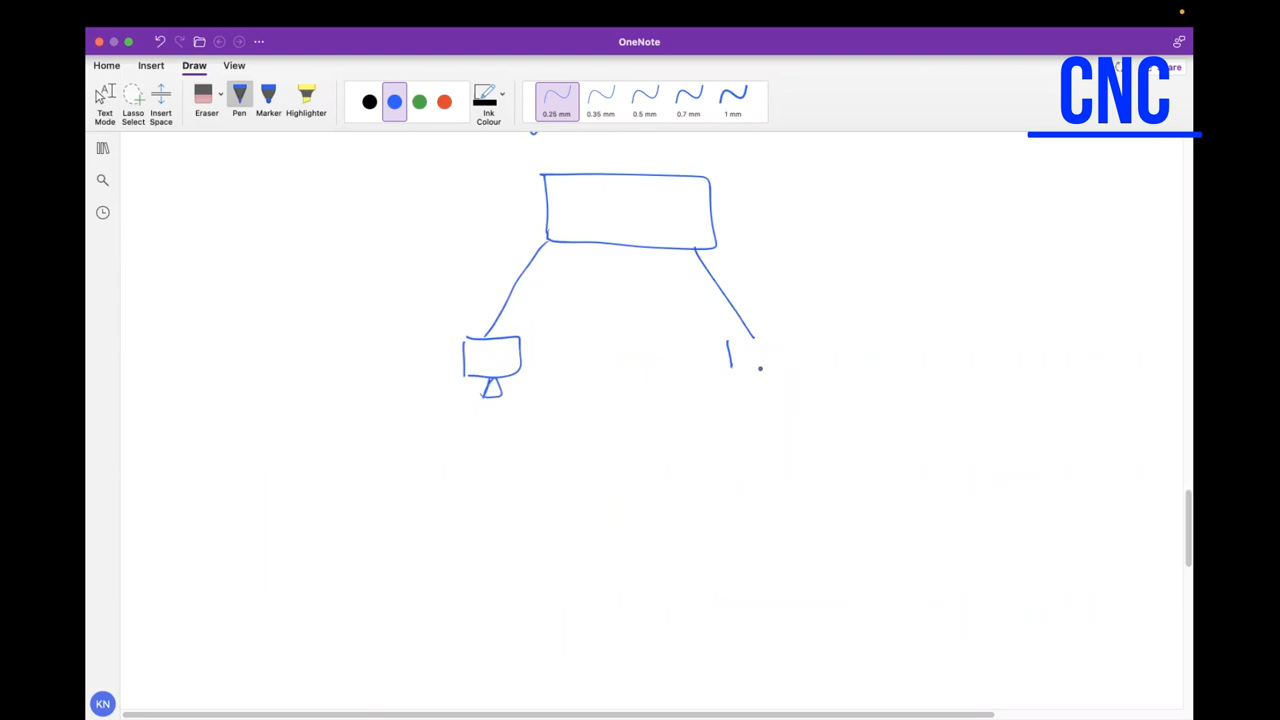 OneNote
Home Insert Draw View
CNC
Text Mode
Lasso Select
Insert Space
Eraser
Pen
Marker
Highlighter
Ink Colour
0.25 mm
0.35 mm
0.5 mm
0.7 mm
1 mm
KN